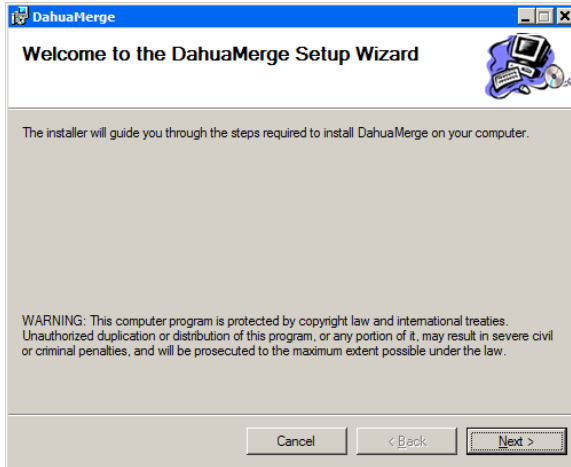 DahuaMerge
Welcome to the DahuaMerge Setup Wizard
The installer will guide you through the steps required to install DahuaMerge on your computer.
WARNING: This computer program is protected by copyright law and international treaties.
Unauthorized duplication or distribution of this program, or any portion of it, may result in severe civil
or criminal penalties, and will be prosecuted to the maximum extent possible under the law.
Cancel
< Back
Next >